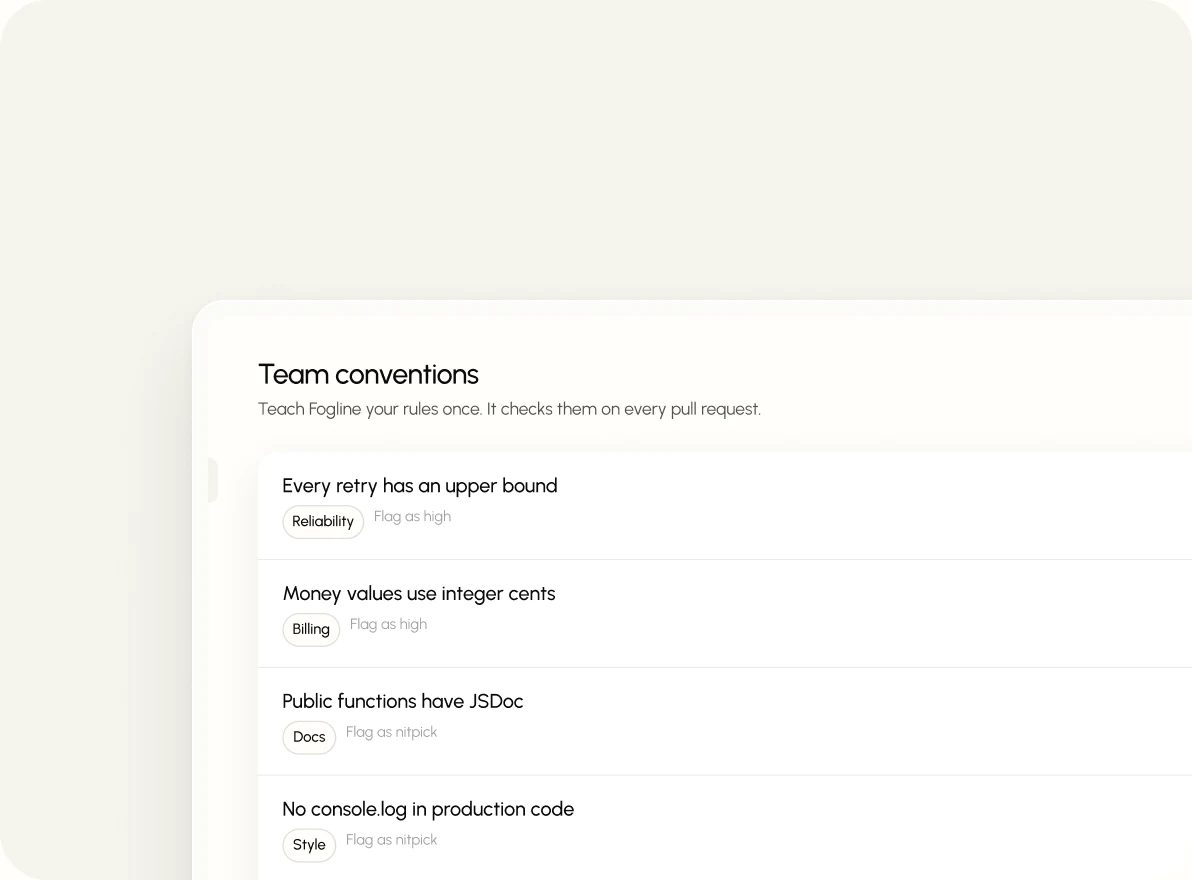 Team conventions
Teach Fogline your rules once. It checks them on every pull request.
Every retry has an upper bound
Reliability Flag as high
Money values use integer cents
Billing Flag as high
Public functions have JSDoc
Docs Flag as nitpick
No console.log in production code
Style Flag as nitpick